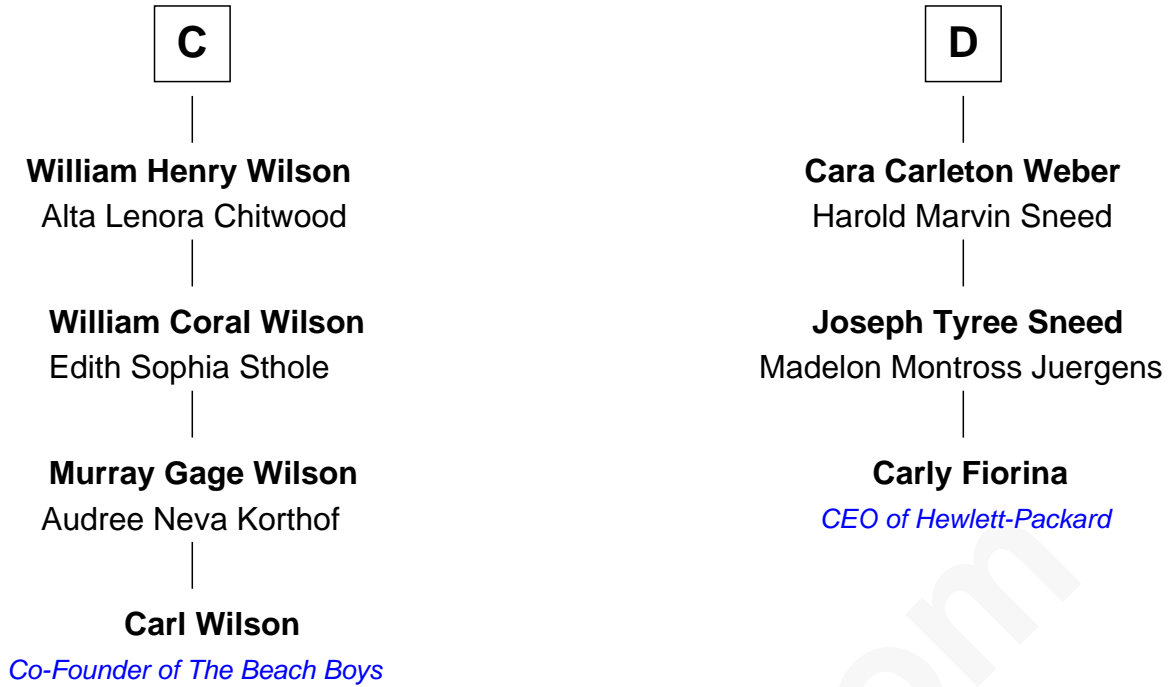 C
William Henry Wilson
Alta Lenora Chitwood
William Coral Wilson
Edith Sophia Sthole
Murray Gage Wilson
Audree Neva Korthof
Carl Wilson
Co-Founder of The Beach Boys
D
Cara Carleton Weber
Harold Marvin Sneed
Joseph Tyree Sneed
Madelon Montross Juergens
Carly Fiorina
CEO of Hewlett-Packard
om